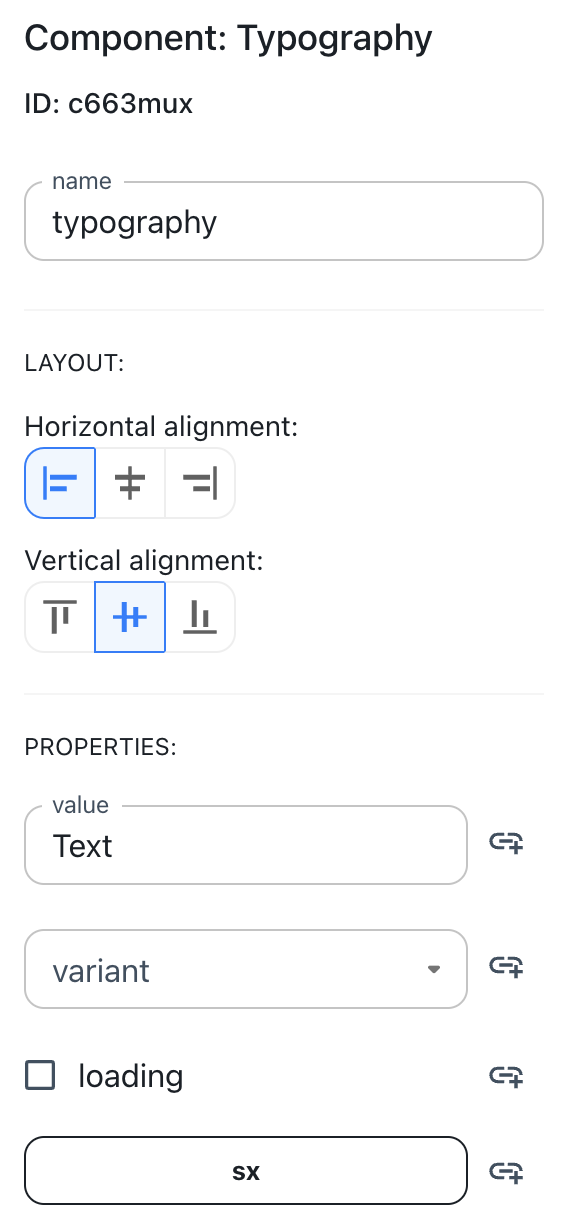 Component: Typography
ID: c663mux
name
typography
LAYOUT:
Horizontal alignment:
Vertical alignment:
PROPERTIES:
value
Text
variant
loading
sx